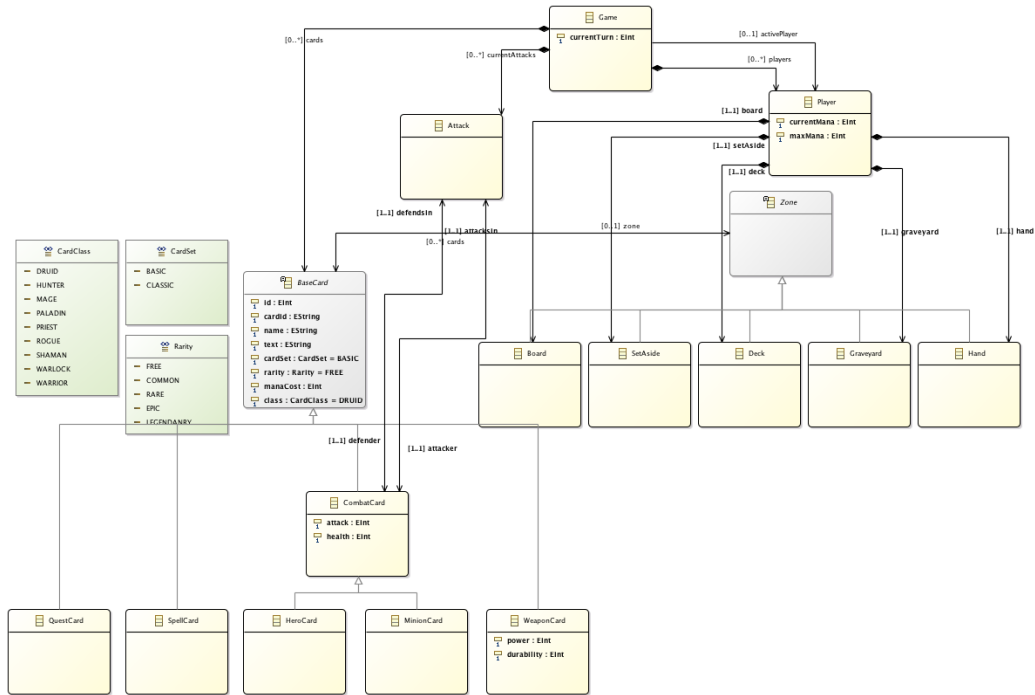 Game
currentTurn : EInt
[0..*] cards
[0..*] currentAttacks
[0..1] activePlayer
[0..*] players
Player
currentMana : EInt
maxMana : EInt
[1..1] board
[1..1] setAside
[1..1] deck
Attack
Zone
[1..1] defendsIn
[1..1] attacksIn
[0..1] zone
[0..*] cards
[1..1] graveyard
[1..1] hand
CardClass
DRUID
HUNTER
MAGE
PALADIN
PRIEST
ROGUE
SHAMAN
WARLOCK
WARRIOR
CardSet
BASIC
CLASSIC
Rarity
FREE
COMMON
RARE
EPIC
LEGENDANRY
BaseCard
id : EInt
cardId : EString
name : EString
text : EString
cardSet : CardSet = BASIC
rarity : Rarity = FREE
manaCost : EInt
class : CardClass = DRUID
Board
SetAside
Deck
Graveyard
Hand
[1..1] defender
[1..1] attacker
CombatCard
attack : EInt
health : EInt
QuestCard
SpellCard
HeroCard
MinionCard
WeaponCard
power : EInt
durability : EInt